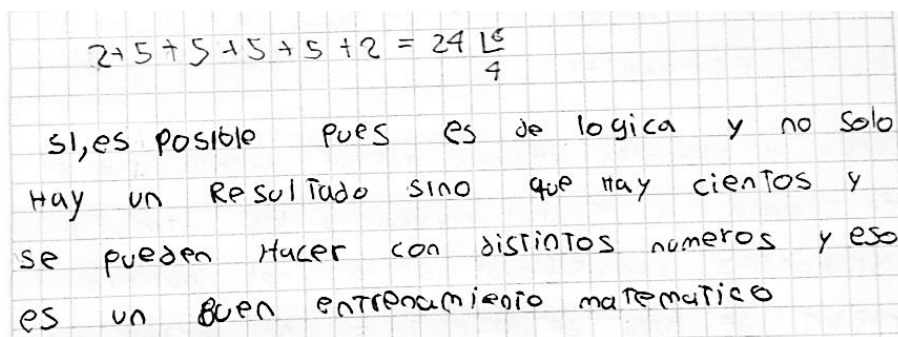 2+5+5+5+5+2 = 24 6
4
si, es posible pues es de logica y no solo
Hay un Resultado sino que Hay cientos y
se pueden Hacer con distintos numeros y eso
es un Buen entrenamiento matematico